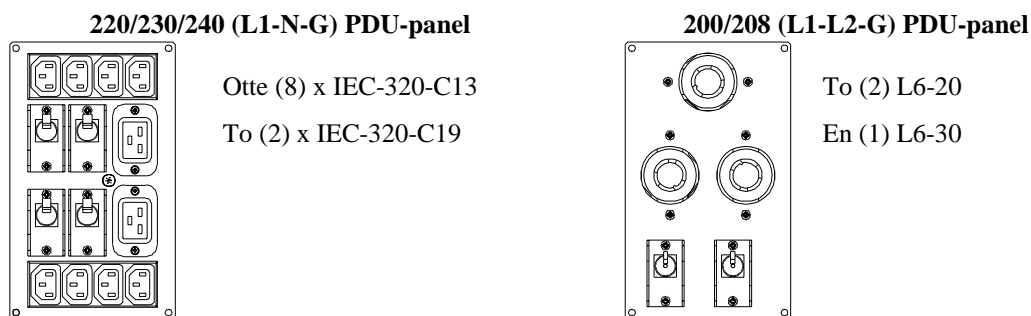 220/230/240 (L1-N-G) PDU-panel
Otte (8) x IEC-320-C13
To (2) x IEC-320-C19
200/208 (L1-L2-G) PDU-panel
To (2) L6-20
En (1) L6-30